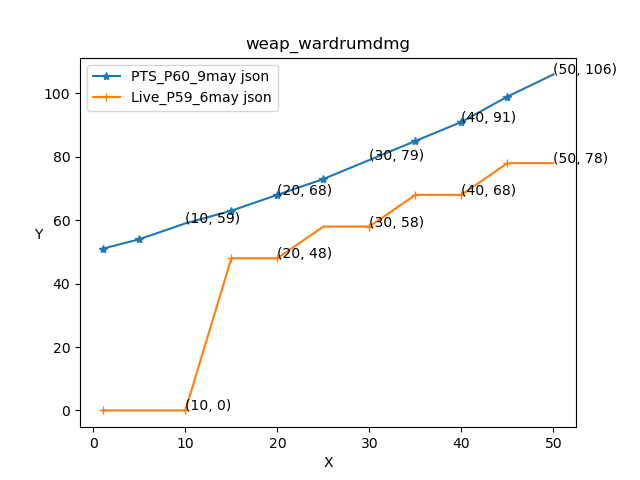 weap_wardrumdmg
PTS_P60_9may json
Live_P59_6may json
(50, 106)
(40, 91)
(30, 79)
(20, 68)
(10, 59)
(50, 78)
(40, 68)
(30, 58)
(20, 48)
(10, 0)
100
80
60
40
20
0
Y
0 10 20 30 40 50
X